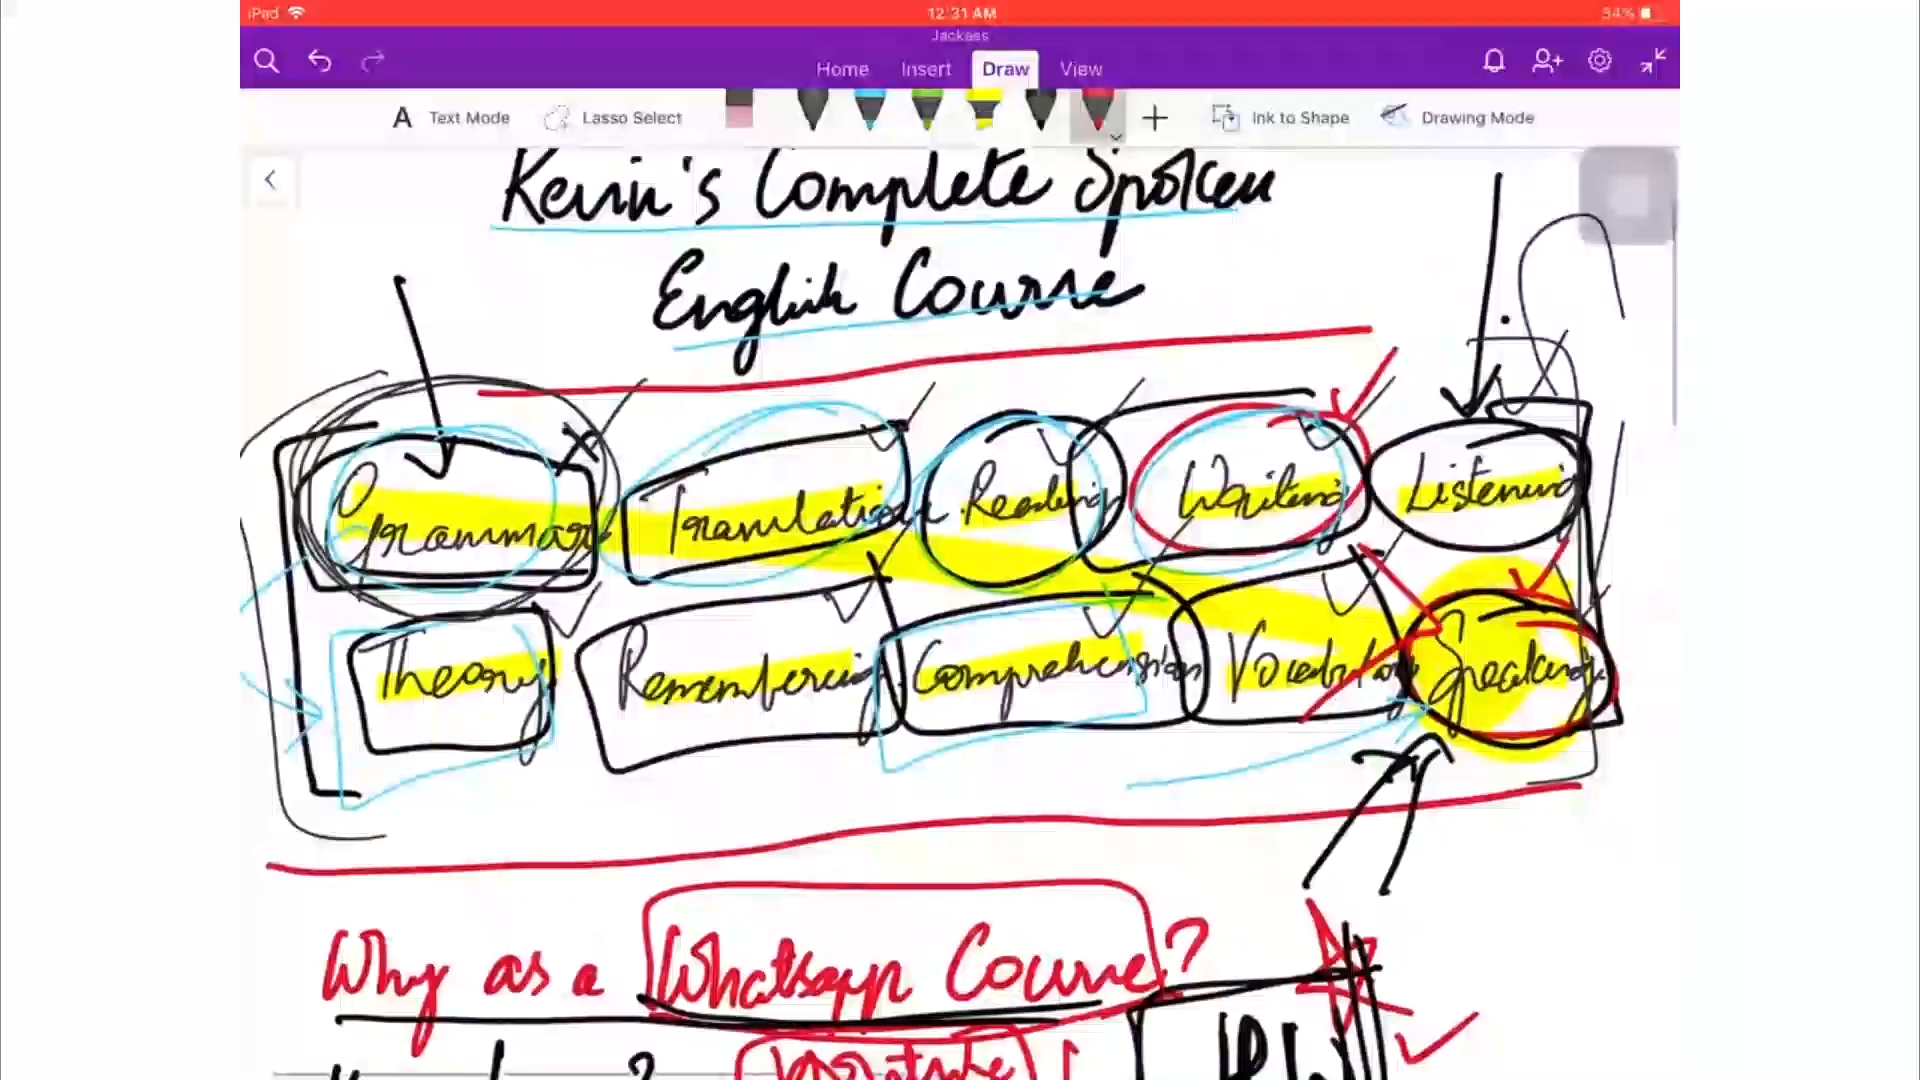 iPad 12:31 AM 54%
Jackass
Home Insert Draw View
A Text Mode Lasso Select Ink to Shape Drawing Mode
Kevin's Complete Spoken
English Course
Grammar Translation Reading Writing Listening
Theory Remembering Comprehension Vocabulary Speaking
Why as a Whatsapp Course?